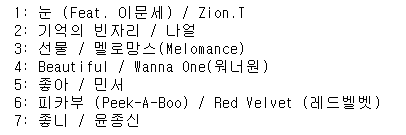 1: 눈 (Feat. 이문세) / Zion.T
2: 기억의 빈자리 / 나얼
3: 선물 / 멜로망스(Melomance)
4: Beautiful / Wanna One(워너원)
5: 좋아 / 민서
6: 피카부 (Peek-A-Boo) / Red Velvet (레드벨벳)
7: 좋니 / 윤종신